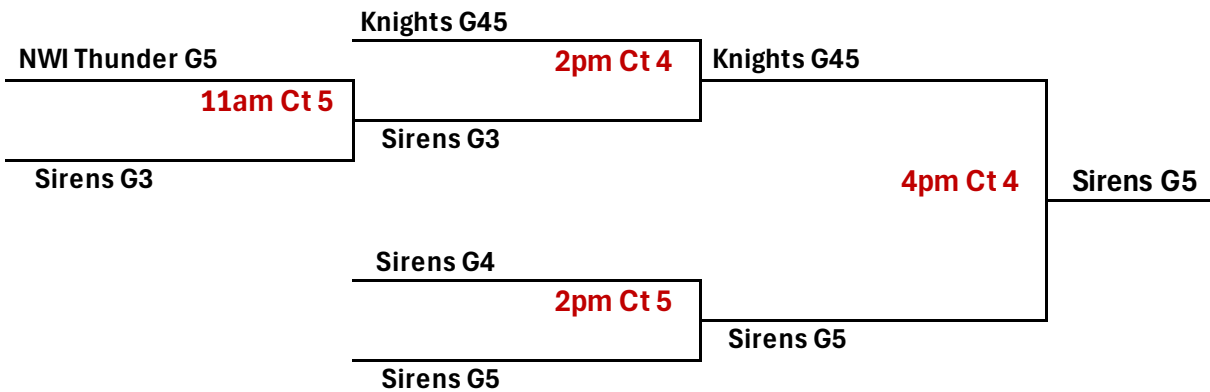 Knights G45
NWI Thunder G5
2pm Ct 4
Knights G45
11am Ct 5
Sirens G3
Sirens G3
4pm Ct 4
Sirens G5
Sirens G4
2pm Ct 5
Sirens G5
Sirens G5